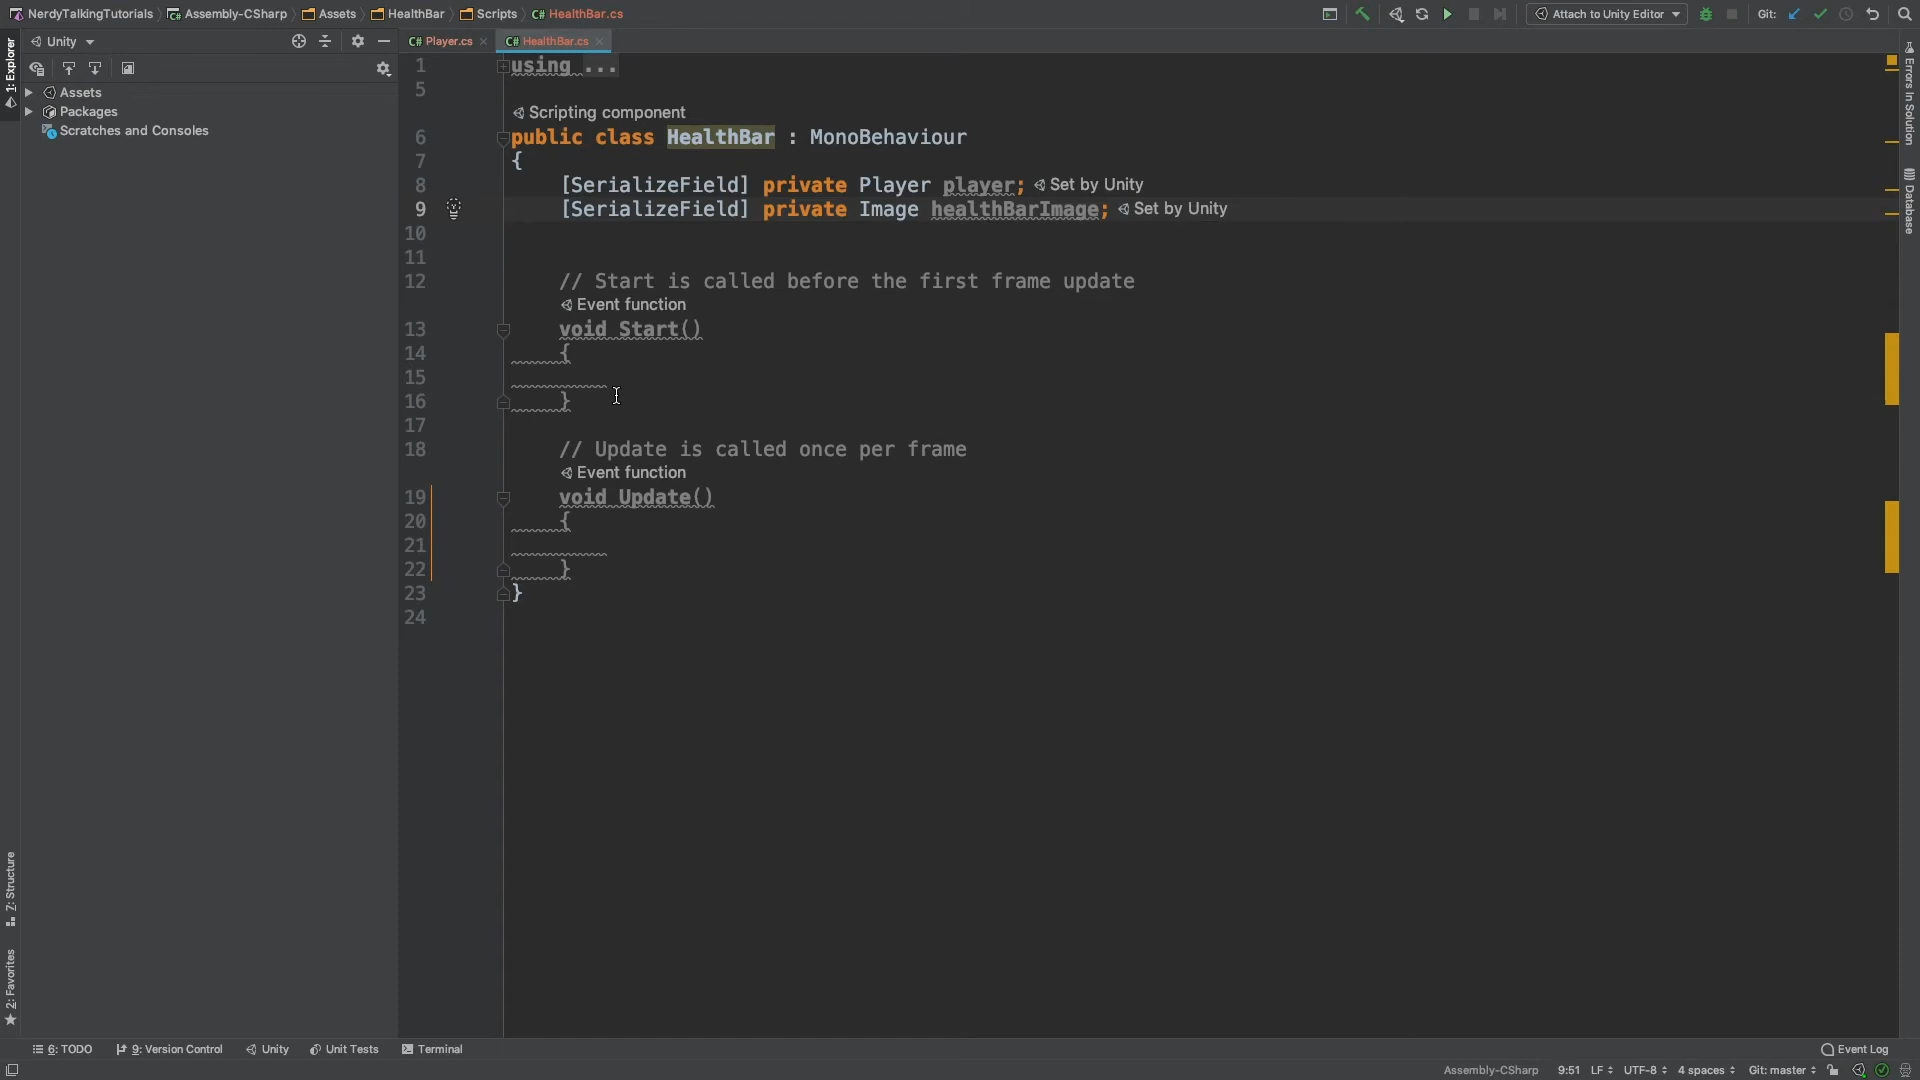 NerdyTalkingTutorials Assembly-CSharp Assets HealthBar Scripts C# HealthBar.cs Attach to Unity Editor Git:
Unity C# Player.cs C# HealthBar.cs
1: Explorer
Assets
Packages
Scratches and Consoles
1 using ...
5
Scripting component
6 public class HealthBar : MonoBehaviour
7 {
8 [SerializeField] private Player player; Set by Unity
9 [SerializeField] private Image healthBarImage; Set by Unity
10
11
12 // Start is called before the first frame update
Event function
13 void Start()
14 {
15
16 }
17
18 // Update is called once per frame
Event function
19 void Update()
20 {
21
22 }
23 }
24
Errors In Solution
Database
Z: Structure
2: Favorites
6: TODO 9: Version Control Unity Unit Tests Terminal Event Log
Assembly-CSharp 9:51 LF UTF-8 4 spaces Git: master